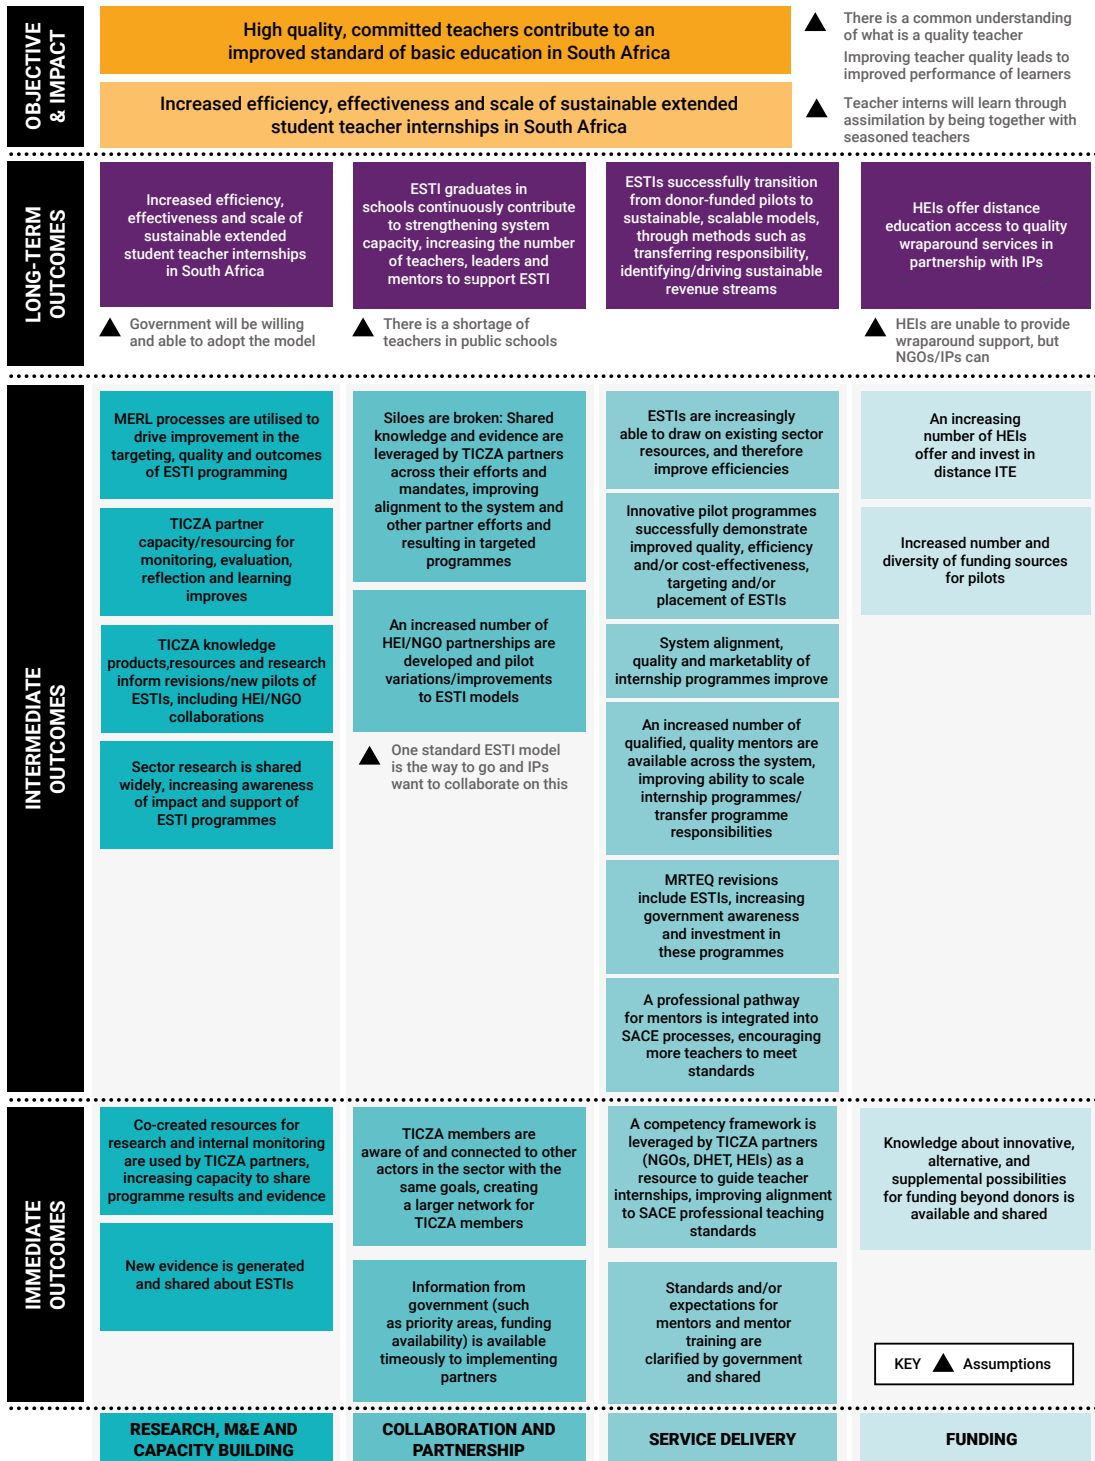 OBJECTIVE
& IMPACT
High quality, committed teachers contribute to an
improved standard of basic education in South Africa
Increased efficiency, effectiveness and scale of sustainable extended
student teacher internships in South Africa
There is a common understanding
of what is a quality teacher
Improving teacher quality leads to
improved performance of learners
Teacher interns will learn through
assimilation by being together with
seasoned teachers
LONG-TERM
OUTCOMES
Increased efficiency,
effectiveness and scale of
sustainable extended
student teacher internships
in South Africa
Government will be willing
and able to adopt the model
ESTI graduates in
schools continuously contribute
to strengthening system
capacity, increasing the number
of teachers, leaders and
mentors to support ESTI
There is a shortage of
teachers in public schools
ESTIs successfully transition
from donor-funded pilots to
sustainable, scalable models,
through methods such as
transferring responsibility,
identifying/driving sustainable
revenue streams
HEIs offer distance
education access to quality
wraparound services in
partnership with IPs
HEIs are unable to provide
wraparound support, but
NGOs/IPs can
INTERMEDIATE
OUTCOMES
MERL processes are utilised to
drive improvement in the
targeting, quality and outcomes
of ESTI programming
TICZA partner
capacity/resourcing for
monitoring, evaluation,
reflection and learning
improves
TICZA knowledge
products,resources and research
inform revisions/new pilots of
ESTIs, including HEI/NGO
collaborations
Sector research is shared
widely, increasing awareness
of impact and support of
ESTI programmes
Siloes are broken: Shared
knowledge and evidence are
leveraged by TICZA partners
across their efforts and
mandates, improving
alignment to the system and
other partner efforts and
resulting in targeted
programmes
An increased number of
HEI/NGO partnerships are
developed and pilot
variations/improvements
to ESTI models
One standard ESTI model
is the way to go and IPs
want to collaborate on this
ESTIs are increasingly
able to draw on existing sector
resources, and therefore
improve efficiencies
Innovative pilot programmes
successfully demonstrate
improved quality, efficiency
and/or cost-effectiveness,
targeting and/or
placement of ESTIs
System alignment,
quality and marketablity of
internship programmes improve
An increased number of
qualified, quality mentors are
available across the system,
improving ability to scale
internship programmes/
transfer programme
responsibilities
MRTEQ revisions
include ESTIs, increasing
government awareness
and investment in
these programmes
A professional pathway
for mentors is integrated into
SACE processes, encouraging
more teachers to meet
standards
An increasing
number of HEIs
offer and invest in
distance ITE
Increased number and
diversity of funding sources
for pilots
IMMEDIATE
OUTCOMES
Co-created resources for
research and internal monitoring
are used by TICZA partners,
increasing capacity to share
programme results and evidence
New evidence is generated
and shared about ESTIs
TICZA members are
aware of and connected to other
actors in the sector with the
same goals, creating
a larger network for
TICZA members
Information from
government (such
as priority areas, funding
availability) is available
timeously to implementing
partners
A competency framework is
leveraged by TICZA partners
(NGOs, DHET, HEIs) as a
resource to guide teacher
internships, improving alignment
to SACE professional teaching
standards
Standards and/or
expectations for
mentors and mentor
training are
clarified by government
and shared
Knowledge about innovative,
alternative, and
supplemental possibilities
for funding beyond donors is
available and shared
KEY Assumptions
RESEARCH, M&E AND
CAPACITY BUILDING
COLLABORATION AND
PARTNERSHIP
SERVICE DELIVERY
FUNDING